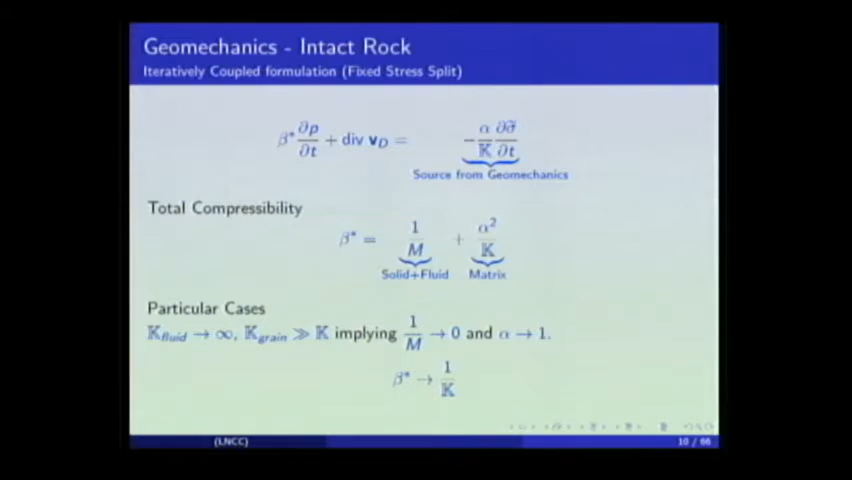 Geomechanics - Intact Rock
Iteratively Coupled formulation (Fixed Stress Split)
β* ∂p/∂t + div v_D = −α/𝕂 ∂σ̄/∂t
Source from Geomechanics
Total Compressibility
β* = 1/M + α²/𝕂
Solid+Fluid Matrix
Particular Cases
𝕂_fluid → ∞, 𝕂_grain ≫ 𝕂 implying 1/M → 0 and α → 1.
β* → 1/𝕂
(LNCC) 10 / 66